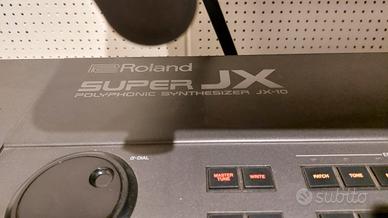 Roland
SUPER JX
POLYPHONIC SYNTHESIZER JX-10
α-DIAL
MASTER TUNE
WRITE
PATCH
TONE
subito